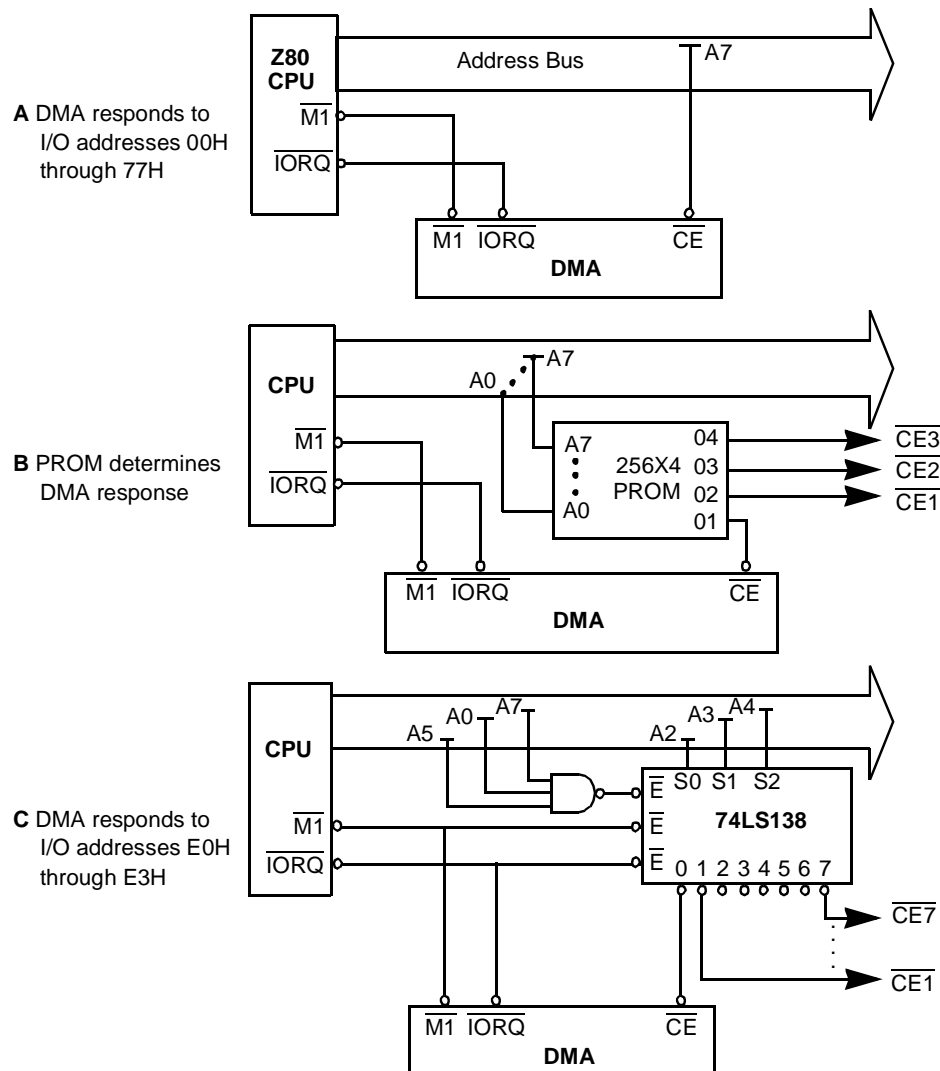 Z80
CPU
Address Bus
A7
A DMA responds to
I/O addresses 00H
through 77H
M1
IORQ
M1 IORQ CE
DMA
CPU
A0
A7
B PROM determines
DMA response
M1
IORQ
A7
A0
256X4
PROM
04
03
02
01
CE3
CE2
CE1
M1 IORQ CE
DMA
CPU
A5
A0
A7
A2
A3
A4
C DMA responds to
I/O addresses E0H
through E3H
M1
IORQ
E
E
E
S0 S1 S2
74LS138
0 1 2 3 4 5 6 7
CE7
CE1
M1 IORQ CE
DMA